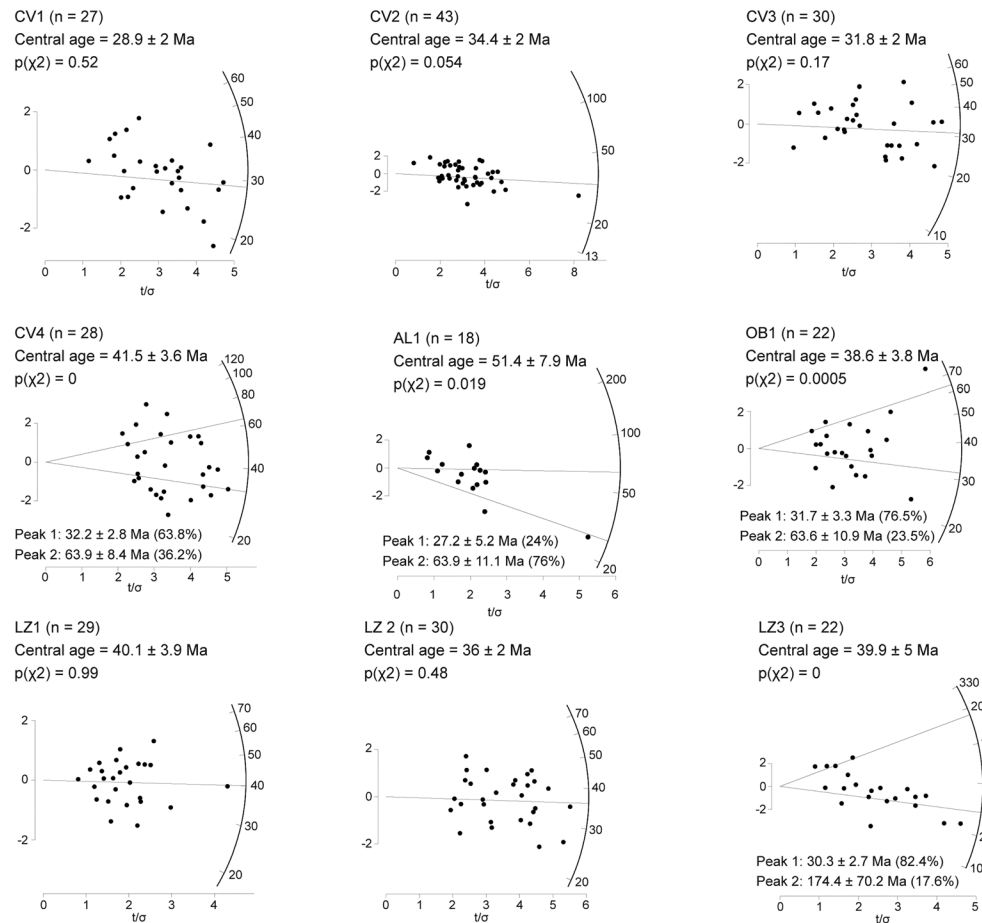 CV1 (n = 27)
Central age = 28.9 ± 2 Ma
p(χ2) = 0.52
60
50
40
30
20
2
0
-2
0
1
2
3
4
5
t/σ
CV2 (n = 43)
Central age = 34.4 ± 2 Ma
p(χ2) = 0.054
100
50
20
13
2
0
-2
0
2
4
6
8
t/σ
CV3 (n = 30)
Central age = 31.8 ± 2 Ma
p(χ2) = 0.17
60
50
40
30
20
10
2
0
-2
0
1
2
3
4
5
t/σ
CV4 (n = 28)
Central age = 41.5 ± 3.6 Ma
p(χ2) = 0
120
100
80
60
40
20
2
0
-2
Peak 1: 32.2 ± 2.8 Ma (63.8%)
Peak 2: 63.9 ± 8.4 Ma (36.2%)
0
1
2
3
4
5
t/σ
AL1 (n = 18)
Central age = 51.4 ± 7.9 Ma
p(χ2) = 0.019
200
100
50
20
2
0
-2
Peak 1: 27.2 ± 5.2 Ma (24%)
Peak 2: 63.9 ± 11.1 Ma (76%)
0
1
2
3
4
5
6
t/σ
OB1 (n = 22)
Central age = 38.6 ± 3.8 Ma
p(χ2) = 0.0005
70
60
50
40
30
20
2
0
-2
Peak 1: 31.7 ± 3.3 Ma (76.5%)
Peak 2: 63.6 ± 10.9 Ma (23.5%)
0
1
2
3
4
5
6
t/σ
LZ1 (n = 29)
Central age = 40.1 ± 3.9 Ma
p(χ2) = 0.99
70
60
50
40
30
20
2
0
-2
0
1
2
3
4
t/σ
LZ 2 (n = 30)
Central age = 36 ± 2 Ma
p(χ2) = 0.48
70
60
50
40
30
20
2
0
-2
0
1
2
3
4
5
6
t/σ
LZ3 (n = 22)
Central age = 39.9 ± 5 Ma
p(χ2) = 0
330
20
2
10
2
0
-2
Peak 1: 30.3 ± 2.7 Ma (82.4%)
Peak 2: 174.4 ± 70.2 Ma (17.6%)
0
1
2
3
4
5
t/σ